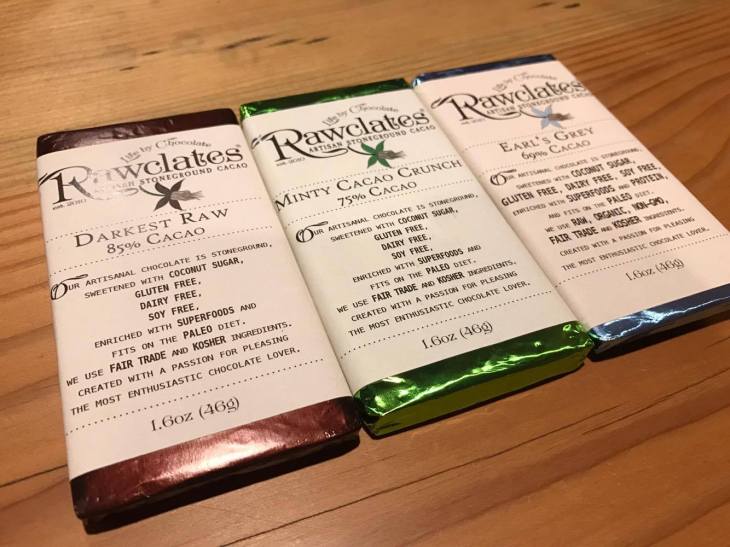 Life by Chocolate
Rawclates®
est. 2010 ARTISAN STONEGROUND CACAO
DARKEST RAW
85% CACAO
OUR ARTISANAL CHOCOLATE IS STONEGROUND,
SWEETENED WITH COCONUT SUGAR,
GLUTEN FREE,
DAIRY FREE,
SOY FREE,
ENRICHED WITH SUPERFOODS AND
FITS ON THE PALEO DIET.
WE USE FAIR TRADE AND KOSHER INGREDIENTS.
CREATED WITH A PASSION FOR PLEASING
THE MOST ENTHUSIASTIC CHOCOLATE LOVER.
1.6oz (46g)
Life by Chocolate
Rawclates®
est. 2010 ARTISAN STONEGROUND CACAO
MINTY CACAO CRUNCH
75% CACAO
OUR ARTISANAL CHOCOLATE IS STONEGROUND,
SWEETENED WITH COCONUT SUGAR,
GLUTEN FREE,
DAIRY FREE,
SOY FREE,
ENRICHED WITH SUPERFOODS AND
FITS ON THE PALEO DIET.
WE USE FAIR TRADE AND KOSHER INGREDIENTS.
CREATED WITH A PASSION FOR PLEASING
THE MOST ENTHUSIASTIC CHOCOLATE LOVER.
1.6oz (46g)
Life by Chocolate
Rawclates
est. 2010 ARTISAN STONEGROUND CACAO
EARL'S GREY
69% CACAO
OUR ARTISANAL CHOCOLATE IS STONEGROUND,
SWEETENED WITH COCONUT SUGAR,
GLUTEN FREE, DAIRY FREE, SOY FREE,
ENRICHED WITH SUPERFOODS AND PROTEIN,
AND FITS ON THE PALEO DIET.
WE USE RAW, ORGANIC, NON-GMO,
FAIR TRADE AND KOSHER INGREDIENTS.
CREATED WITH A PASSION FOR PLEASING
THE MOST ENTHUSIASTIC CHOCOLATE LOVER.
1.6oz (46g)